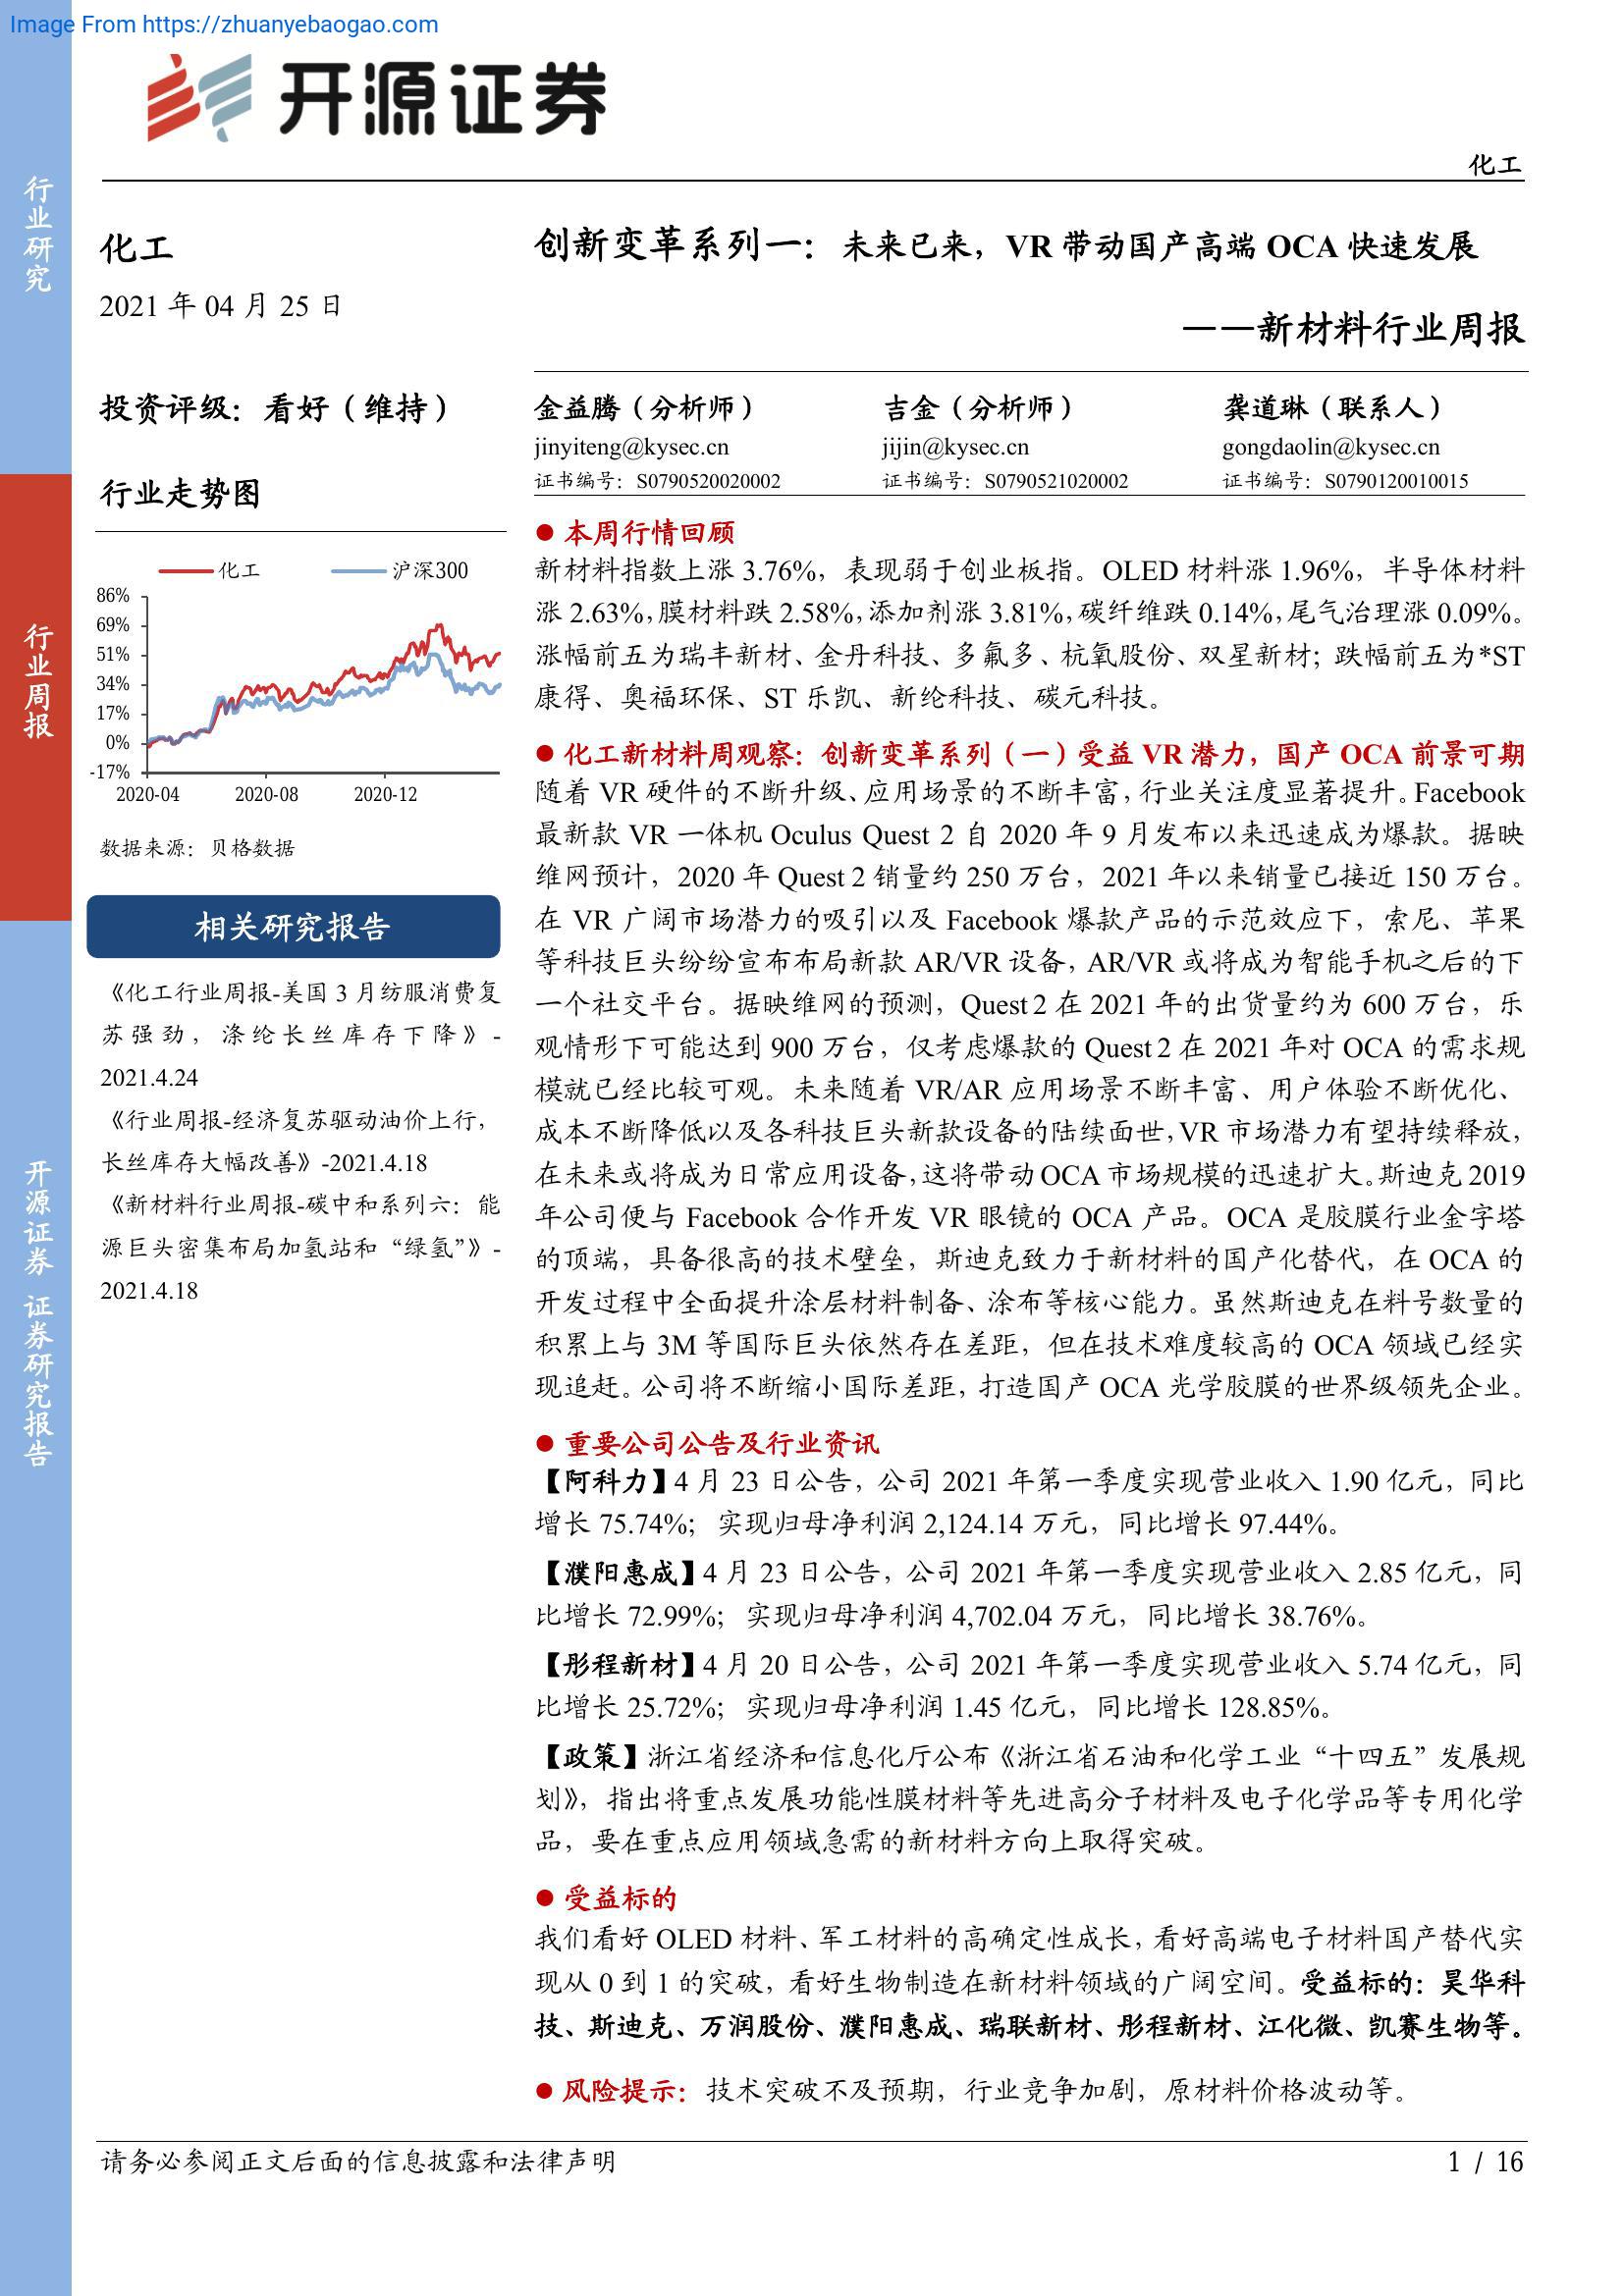 Image From https://zhuanyebaogao.com
开源证券
化工
行业研究
行业周报
开源证券 证券研究报告
化工
2021 年 04 月 25 日
投资评级：看好（维持）
行业走势图
化工 沪深300
86%
69%
51%
34%
17%
0%
-17%
2020-04 2020-08 2020-12
数据来源：贝格数据
相关研究报告
《化工行业周报-美国 3 月纺服消费复
苏强劲，涤纶长丝库存下降》-
2021.4.24
《行业周报-经济复苏驱动油价上行，
长丝库存大幅改善》-2021.4.18
《新材料行业周报-碳中和系列六：能
源巨头密集布局加氢站和“绿氢”》-
2021.4.18
创新变革系列一：未来已来，VR 带动国产高端 OCA 快速发展
——新材料行业周报
金益腾（分析师） 吉金（分析师） 龚道琳（联系人）
jinyiteng@kysec.cn jijin@kysec.cn gongdaolin@kysec.cn
证书编号：S0790520020002 证书编号：S0790521020002 证书编号：S0790120010015
● 本周行情回顾
新材料指数上涨 3.76%，表现弱于创业板指。OLED 材料涨 1.96%，半导体材料
涨 2.63%，膜材料跌 2.58%，添加剂涨 3.81%，碳纤维跌 0.14%，尾气治理涨 0.09%。
涨幅前五为瑞丰新材、金丹科技、多氟多、杭氧股份、双星新材；跌幅前五为*ST
康得、奥福环保、ST 乐凯、新纶科技、碳元科技。
● 化工新材料周观察：创新变革系列（一）受益 VR 潜力，国产 OCA 前景可期
随着 VR 硬件的不断升级、应用场景的不断丰富，行业关注度显著提升。Facebook
最新款 VR 一体机 Oculus Quest 2 自 2020 年 9 月发布以来迅速成为爆款。据映
维网预计，2020 年 Quest 2 销量约 250 万台，2021 年以来销量已接近 150 万台。
在 VR 广阔市场潜力的吸引以及 Facebook 爆款产品的示范效应下，索尼、苹果
等科技巨头纷纷宣布布局新款 AR/VR 设备，AR/VR 或将成为智能手机之后的下
一个社交平台。据映维网的预测，Quest 2 在 2021 年的出货量约为 600 万台，乐
观情形下可能达到 900 万台，仅考虑爆款的 Quest 2 在 2021 年对 OCA 的需求规
模就已经比较可观。未来随着 VR/AR 应用场景不断丰富、用户体验不断优化、
成本不断降低以及各科技巨头新款设备的陆续面世，VR 市场潜力有望持续释放，
在未来或将成为日常应用设备，这将带动 OCA 市场规模的迅速扩大。斯迪克 2019
年公司便与 Facebook 合作开发 VR 眼镜的 OCA 产品。OCA 是胶膜行业金字塔
的顶端，具备很高的技术壁垒，斯迪克致力于新材料的国产化替代，在 OCA 的
开发过程中全面提升涂层材料制备、涂布等核心能力。虽然斯迪克在料号数量的
积累上与 3M 等国际巨头依然存在差距，但在技术难度较高的 OCA 领域已经实
现追赶。公司将不断缩小国际差距，打造国产 OCA 光学胶膜的世界级领先企业。
● 重要公司公告及行业资讯
【阿科力】4 月 23 日公告，公司 2021 年第一季度实现营业收入 1.90 亿元，同比
增长 75.74%；实现归母净利润 2,124.14 万元，同比增长 97.44%。
【濮阳惠成】4 月 23 日公告，公司 2021 年第一季度实现营业收入 2.85 亿元，同
比增长 72.99%；实现归母净利润 4,702.04 万元，同比增长 38.76%。
【彤程新材】4 月 20 日公告，公司 2021 年第一季度实现营业收入 5.74 亿元，同
比增长 25.72%；实现归母净利润 1.45 亿元，同比增长 128.85%。
【政策】浙江省经济和信息化厅公布《浙江省石油和化学工业“十四五”发展规
划》，指出将重点发展功能性膜材料等先进高分子材料及电子化学品等专用化学
品，要在重点应用领域急需的新材料方向上取得突破。
● 受益标的
我们看好 OLED 材料、军工材料的高确定性成长，看好高端电子材料国产替代实
现从 0 到 1 的突破，看好生物制造在新材料领域的广阔空间。受益标的：昊华科
技、斯迪克、万润股份、濮阳惠成、瑞联新材、彤程新材、江化微、凯赛生物等。
● 风险提示：技术突破不及预期，行业竞争加剧，原材料价格波动等。
请务必参阅正文后面的信息披露和法律声明 1 / 16